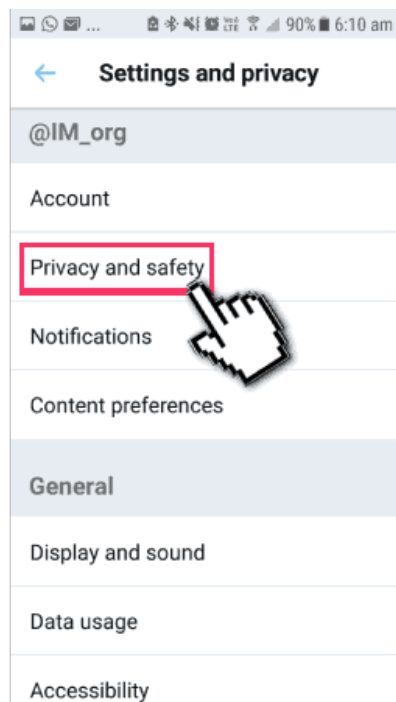 ... 90% 6:10 am
Settings and privacy
@IM_org
Account
Privacy and safety
Notifications
Content preferences
General
Display and sound
Data usage
Accessibility